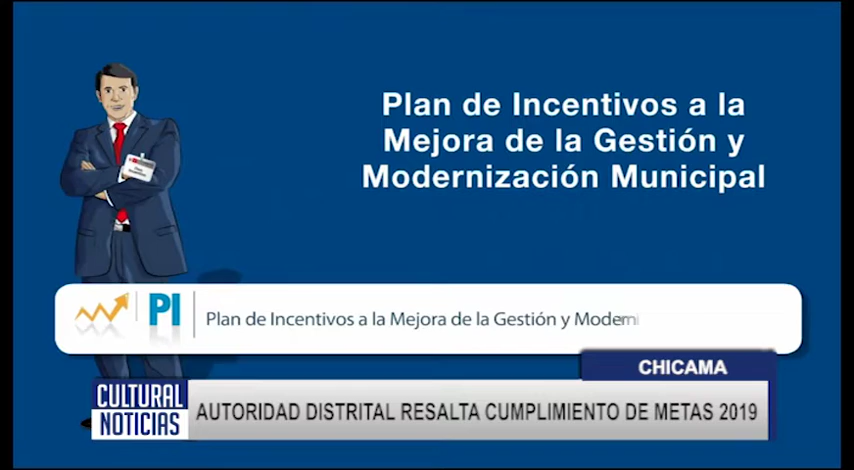 Plan de Incentivos a la
Mejora de la Gestión y
Modernización Municipal
PI
Plan de Incentivos a la Mejora de la Gestión y Moderni
CHICAMA
CULTURAL
NOTICIAS
AUTORIDAD DISTRITAL RESALTA CUMPLIMIENTO DE METAS 2019